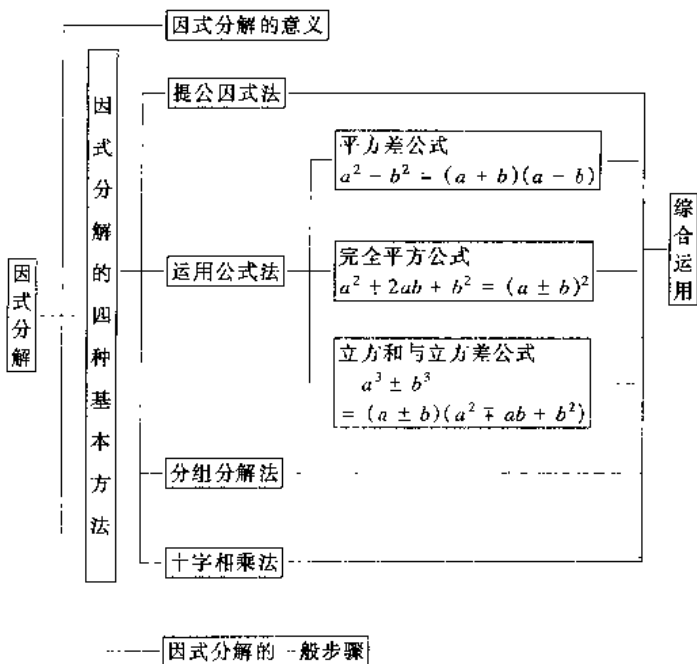 因式分解的意义
因式分解
因式分解的四种基本方法
提公因式法
运用公式法
平方差公式
a² - b² = (a + b)(a - b)
完全平方公式
a² ± 2ab + b² = (a ± b)²
立方和与立方差公式
a³ ± b³
= (a ± b)(a² ∓ ab + b²)
分组分解法
十字相乘法
综合运用
因式分解的一般步骤